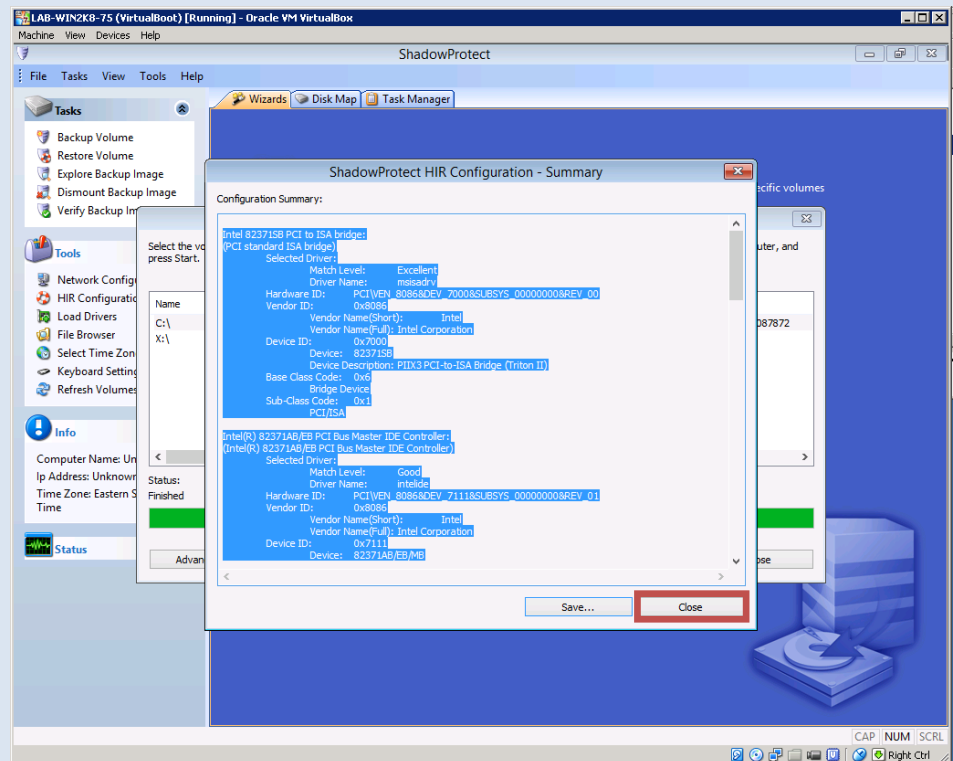 LAB-WIN2K8-75 (VirtualBoot) [Running] - Oracle VM VirtualBox
Machine View Devices Help
ShadowProtect
File Tasks View Tools Help
Wizards Disk Map Task Manager
Tasks
Backup Volume
Restore Volume
Explore Backup Image
Dismount Backup Image
Verify Backup Im
Tools
Network Configu
HIR Configuratio
Load Drivers
File Browser
Select Time Zon
Keyboard Setting
Refresh Volumes
Info
Computer Name: Un
Ip Address: Unknown
Time Zone: Eastern S
Time
Status
ecific volumes
Select the vo
press Start.
uter, and
Name
C:\
X:\
087872
Status:
Finished
Advan
ose
ShadowProtect HIR Configuration - Summary
Configuration Summary:
Intel 82371SB PCI to ISA bridge:
(PCI standard ISA bridge)
Selected Driver:
Match Level: Excellent
Driver Name: msisadrv
Hardware ID: PCI\VEN_8086&DEV_7000&SUBSYS_00000000&REV_00
Vendor ID: 0x8086
Vendor Name(Short): Intel
Vendor Name(Full): Intel Corporation
Device ID: 0x7000
Device: 82371SB
Device Description: PIIX3 PCI-to-ISA Bridge (Triton II)
Base Class Code: 0x6
Bridge Device
Sub-Class Code: 0x1
PCI/ISA
Intel(R) 82371AB/EB PCI Bus Master IDE Controller:
(Intel(R) 82371AB/EB PCI Bus Master IDE Controller)
Selected Driver:
Match Level: Good
Driver Name: intelide
Hardware ID: PCI\VEN_8086&DEV_7111&SUBSYS_00000000&REV_01
Vendor ID: 0x8086
Vendor Name(Short): Intel
Vendor Name(Full): Intel Corporation
Device ID: 0x7111
Device: 82371AB/EB/MB
Save... Close
CAP NUM SCRL
Right Ctrl